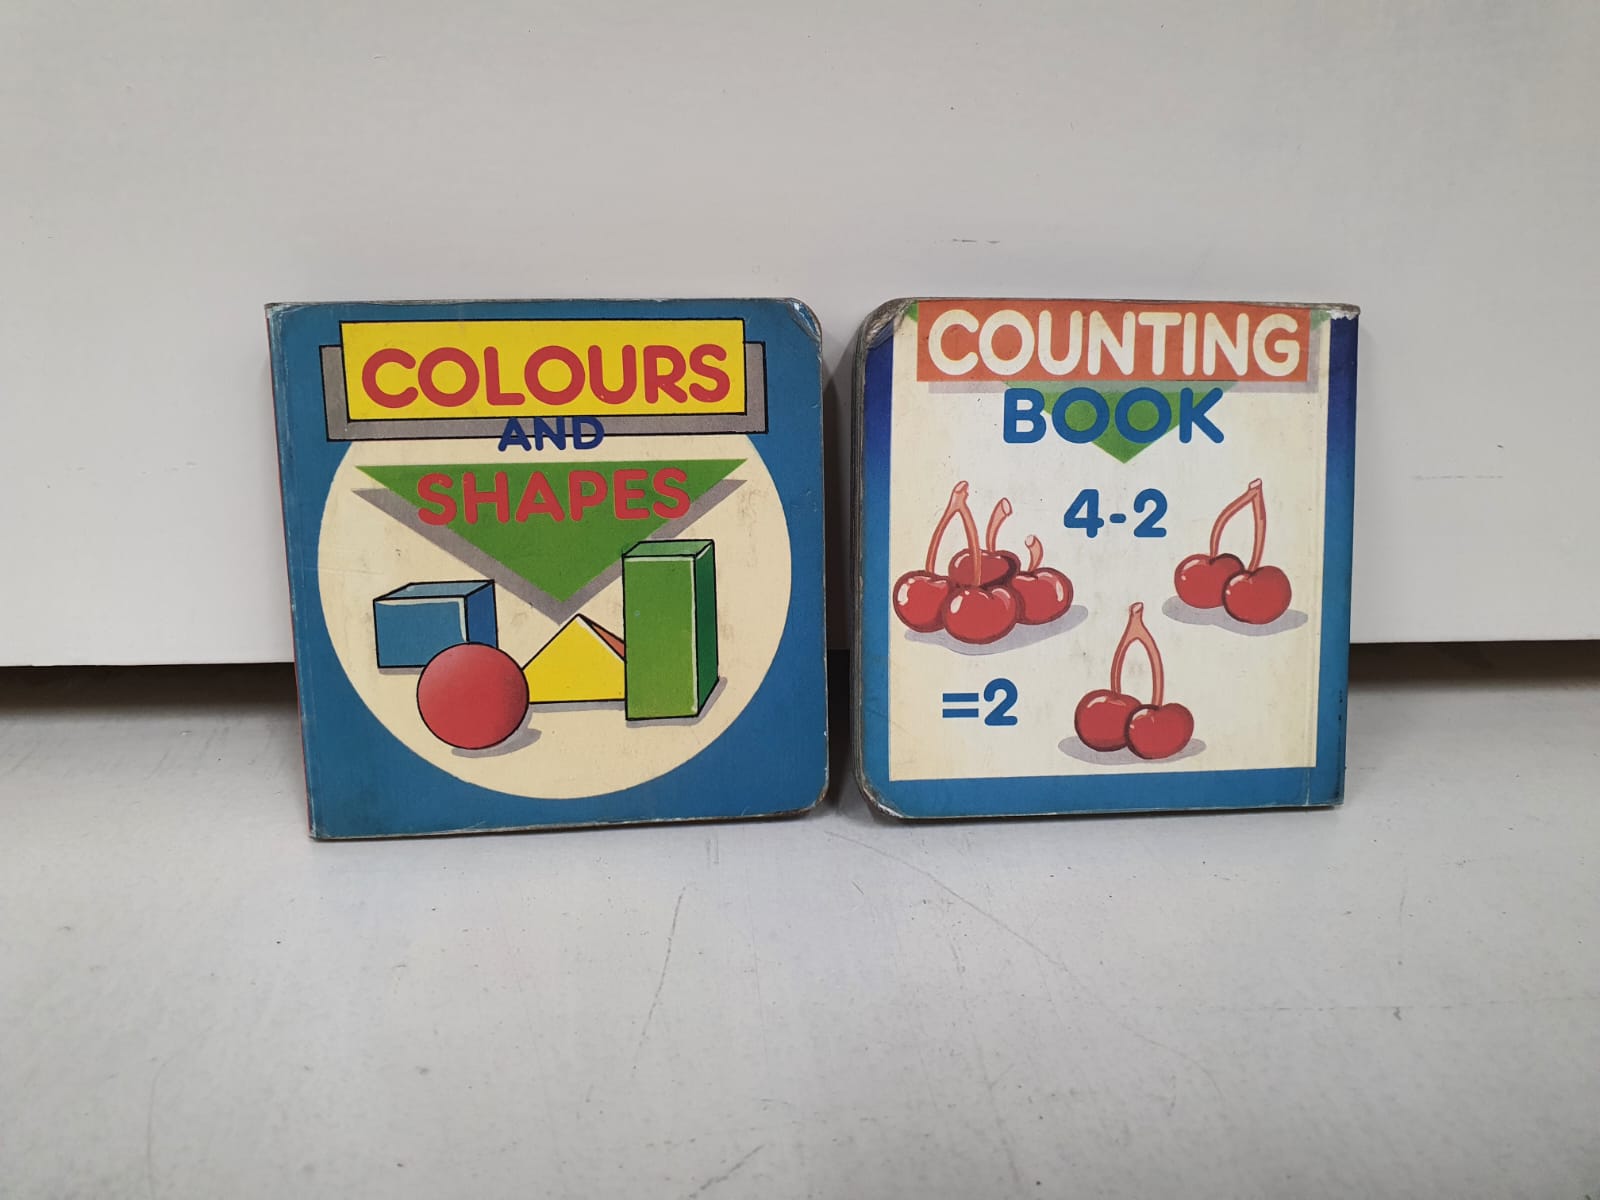 COLOURS
AND
SHAPES
COUNTING
BOOK
4-2
=2